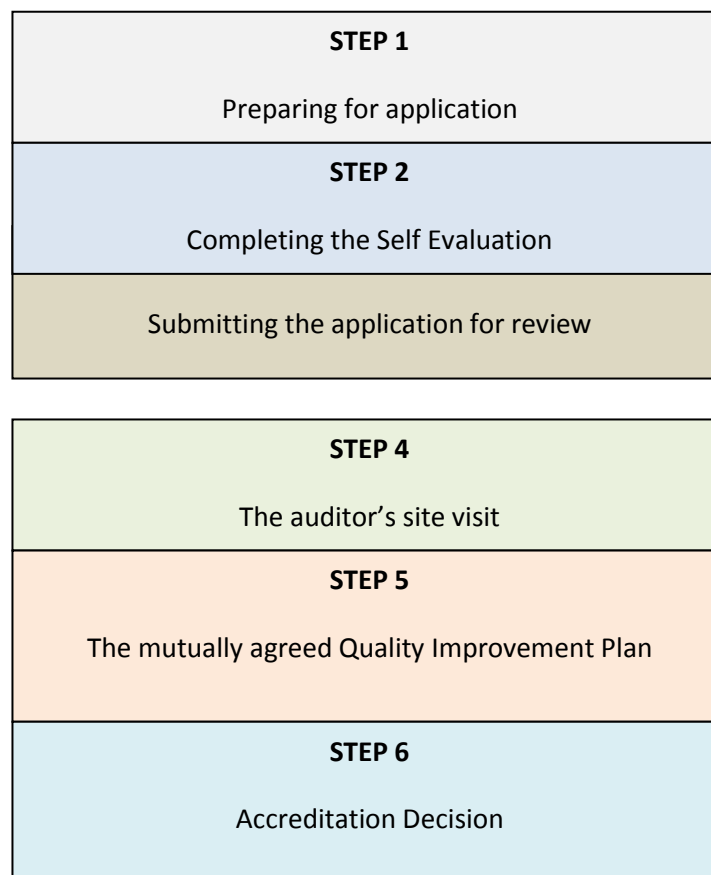 STEP 1
Preparing for application
STEP 2
Completing the Self Evaluation
Submitting the application for review
STEP 4
The auditor’s site visit
STEP 5
The mutually agreed Quality Improvement Plan
STEP 6
Accreditation Decision